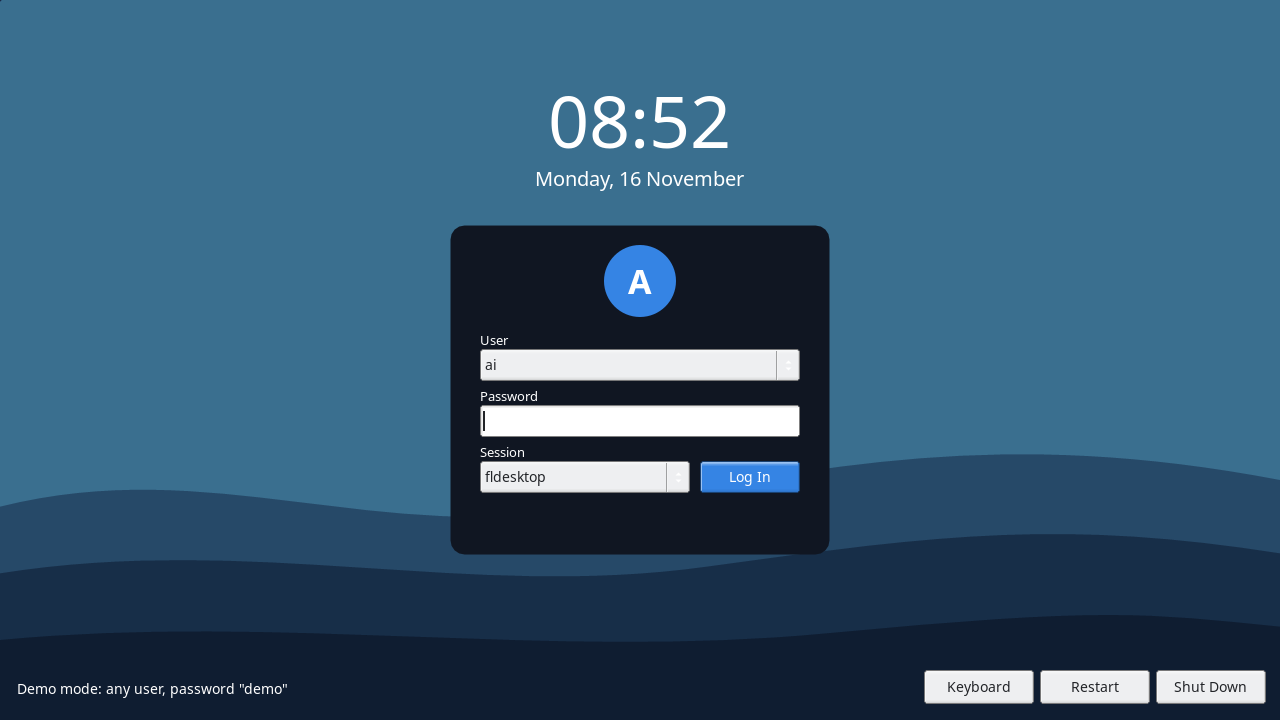 08:52
Monday, 16 November
A
User
ai
Password
Session
fldesktop
Log In
Demo mode: any user, password "demo"
Keyboard
Restart
Shut Down